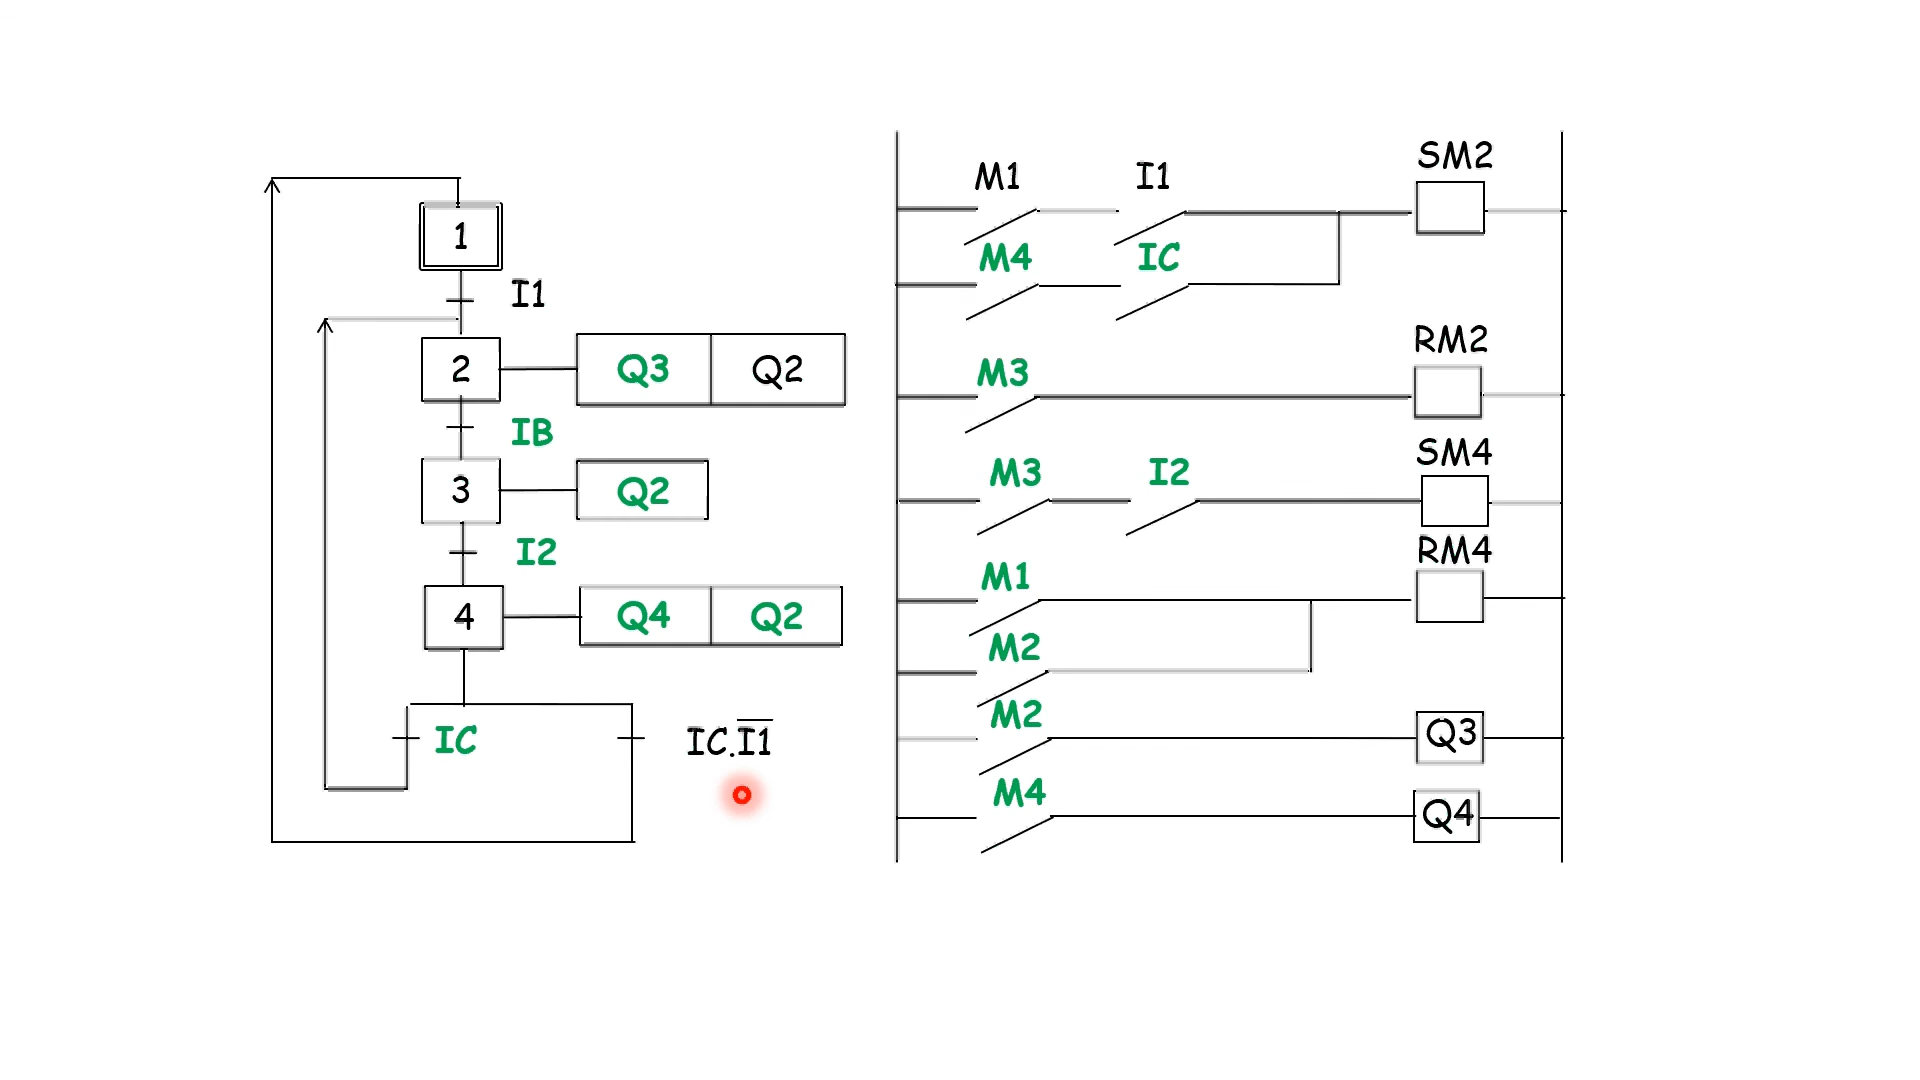 1
I1
2
Q3 Q2
IB
3
Q2
I2
4
Q4 Q2
IC
IC.I̅1̅
M1 I1 SM2
M4 IC
M3 RM2
M3 I2 SM4
M1 RM4
M2
M2 Q3
M4 Q4